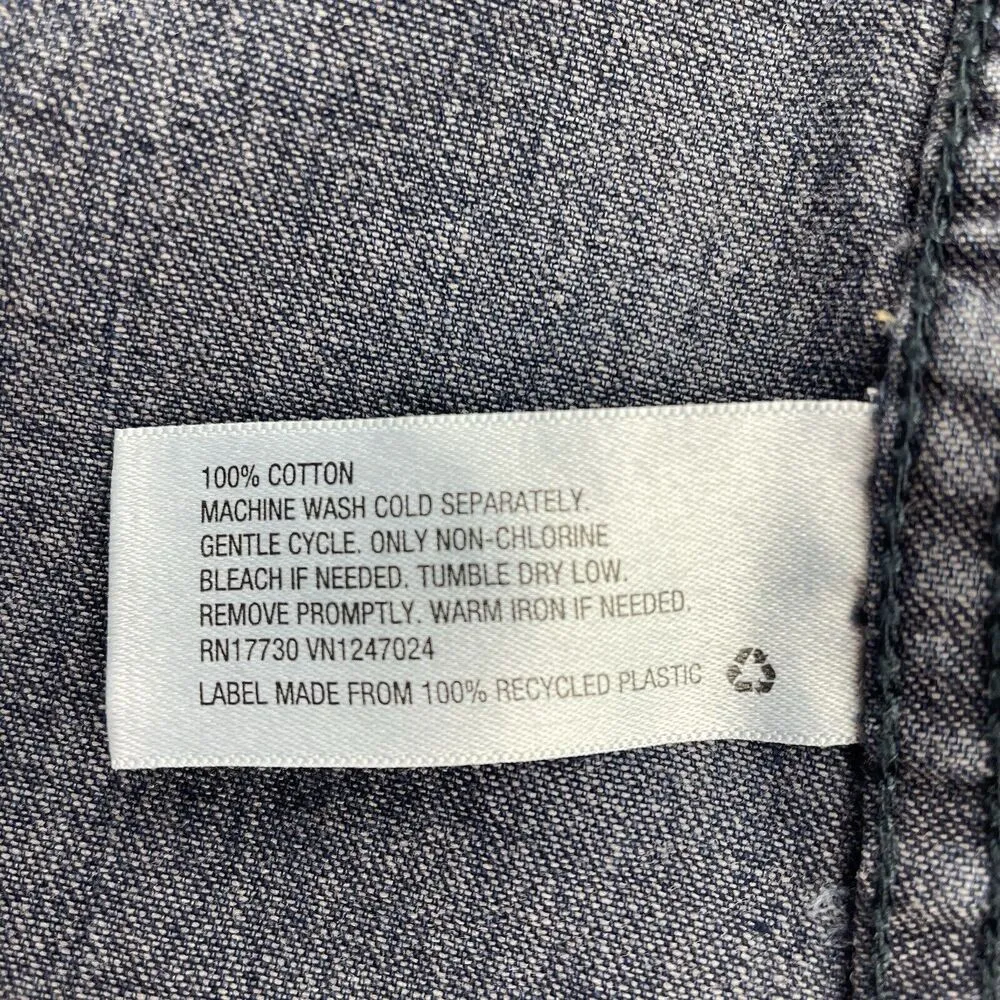 100% COTTON
MACHINE WASH COLD SEPARATELY.
GENTLE CYCLE. ONLY NON-CHLORINE
BLEACH IF NEEDED. TUMBLE DRY LOW.
REMOVE PROMPTLY. WARM IRON IF NEEDED.
RN17730 VN1247024
LABEL MADE FROM 100% RECYCLED PLASTIC